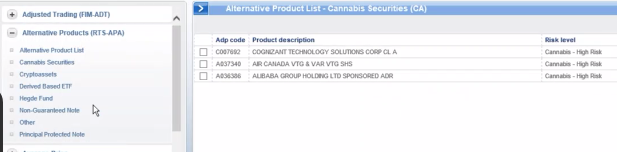 Adjusted Trading (FIM-ADT)
Alternative Products (RTS-APA)
Alternative Product List
Cannabis Securities
Cryptoassets
Derived Based ETF
Hegde Fund
Non-Guaranteed Note
Other
Principal Protected Note
Alternative Product List - Cannabis Securities (CA)
Adp code Product description Risk level
C097692 COGNIZANT TECHNOLOGY SOLUTIONS CORP CL A Cannabis - High Risk
A037340 AIR CANADA VTG & VAR VTG SHS Cannabis - High Risk
A036386 ALIBABA GROUP HOLDING LTD SPONSORED ADR Cannabis - High Risk